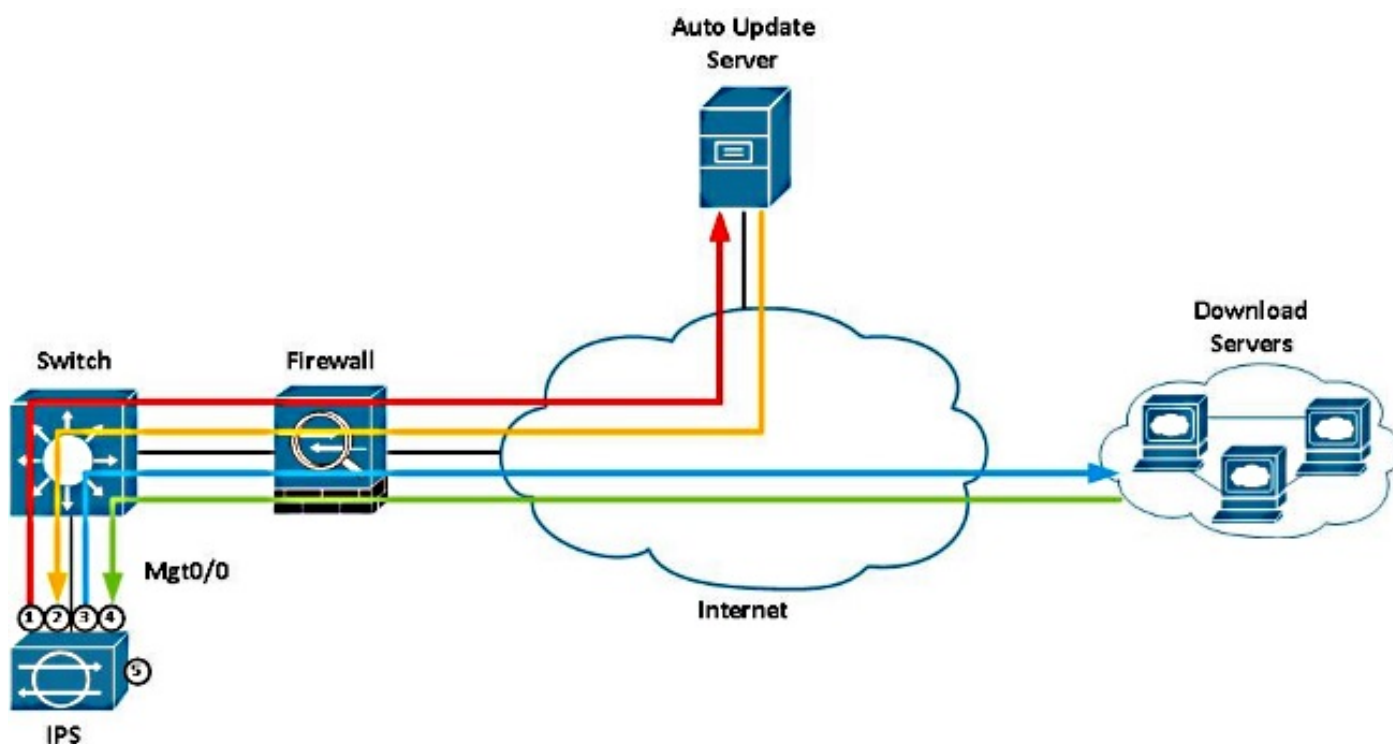 Auto Update
Server
Download
Servers
Switch
Firewall
Mgt0/0
Internet
1
2
3
4
5
IPS